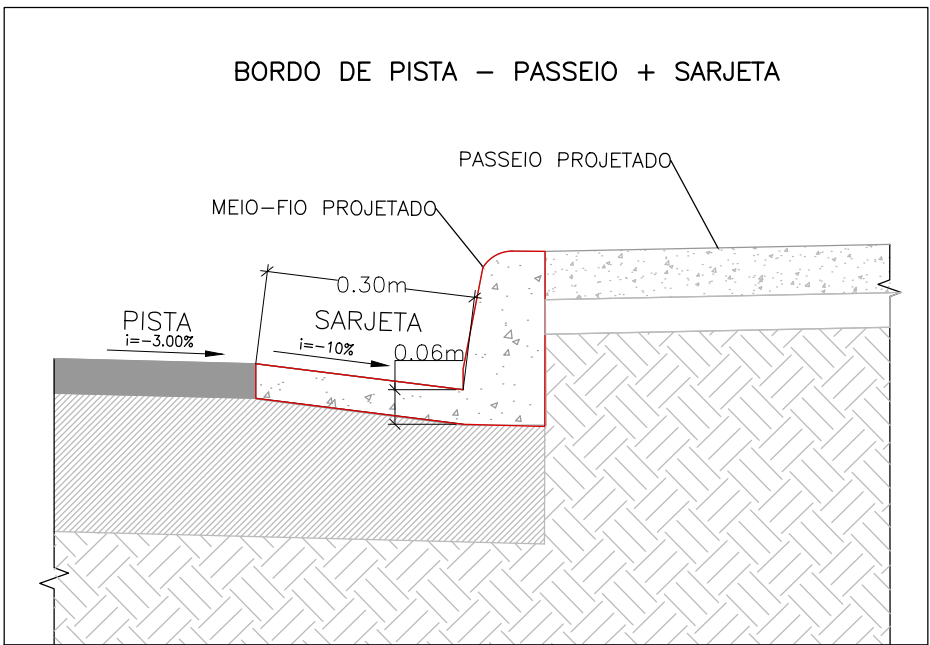 BORDO DE PISTA - PASSEIO + SARJETA
PASSEIO PROJETADO
MEIO-FIO PROJETADO
0.30m
PISTA
i=-3.00%
SARJETA
i=-10%
0.06m